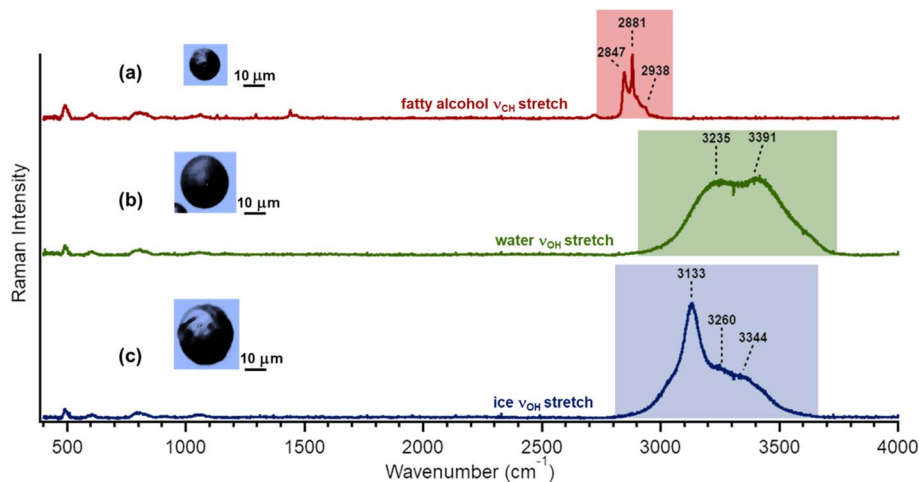 2881
(a)
2847
2938
10 µm
fatty alcohol νCH stretch
3235
3391
(b)
10 µm
water νOH stretch
3133
3260
3344
(c)
10 µm
ice νOH stretch
Raman Intensity
500
1000
1500
2000
2500
3000
3500
4000
Wavenumber (cm-1)